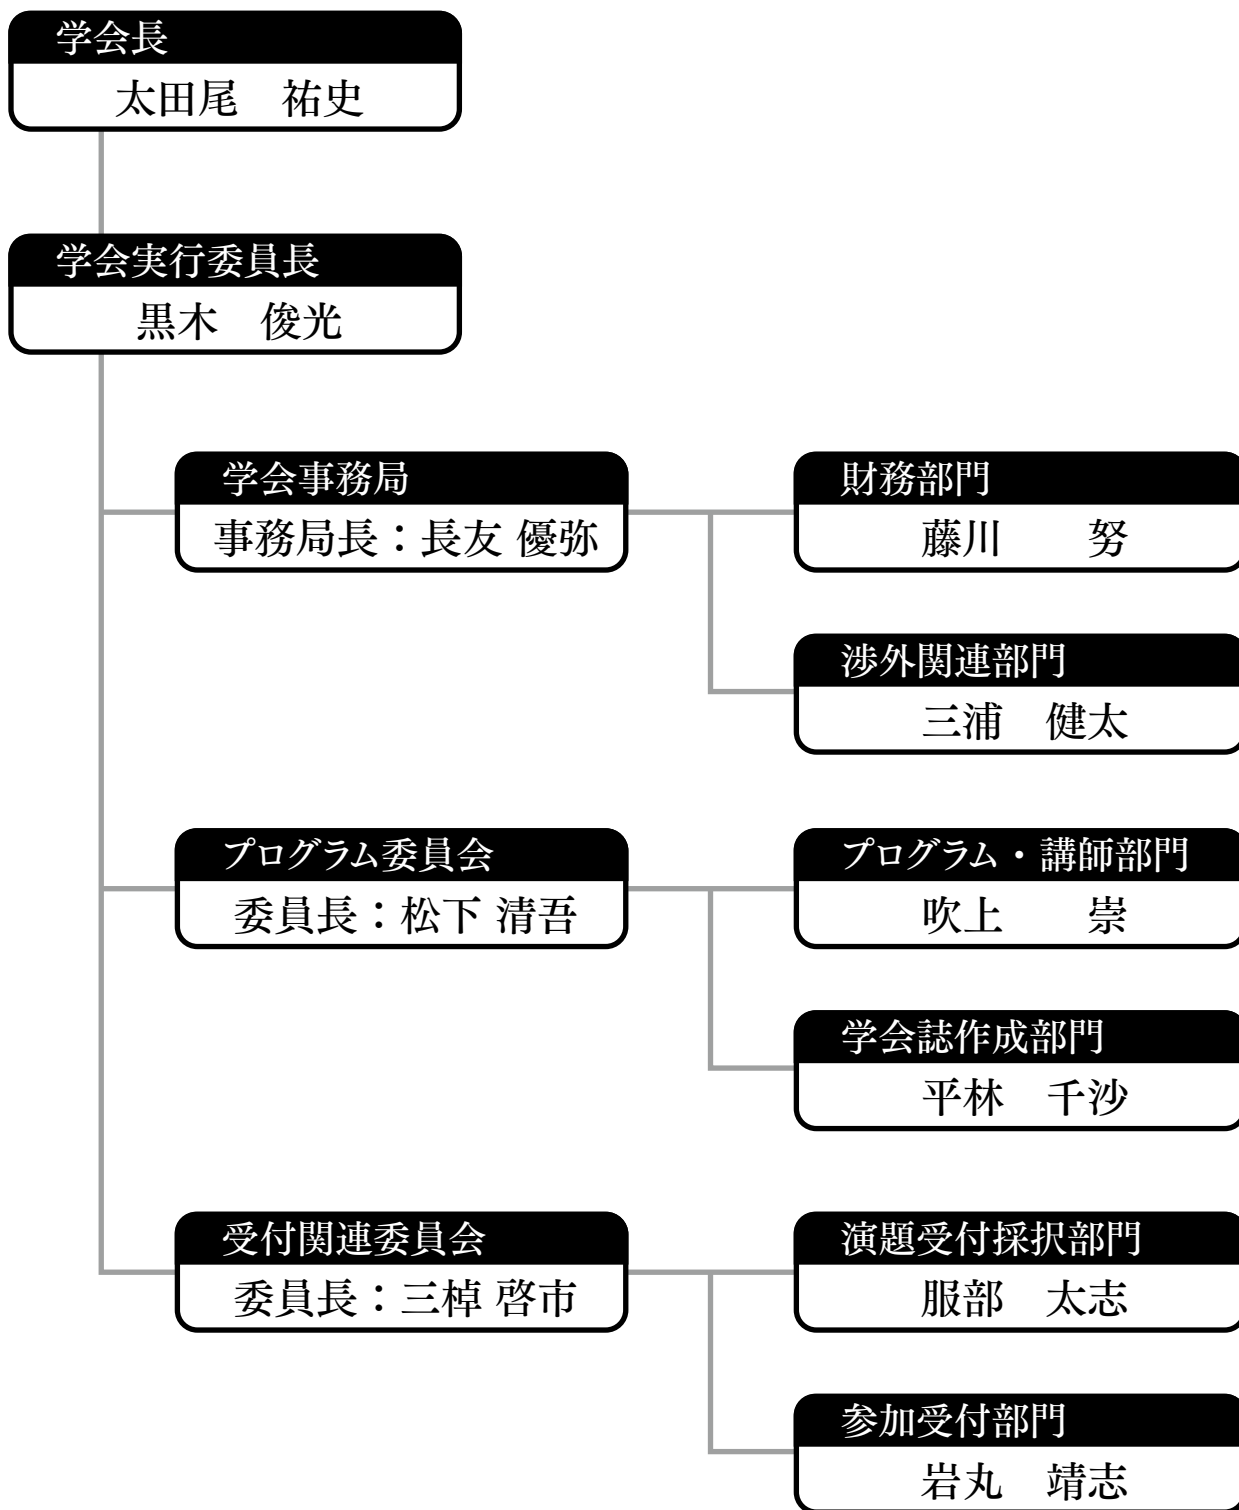 学会長
太田尾　祐史
学会実行委員長
黒木　俊光
学会事務局
事務局長：長友 優弥
財務部門
藤川　　努
渉外関連部門
三浦　健太
プログラム委員会
委員長：松下 清吾
プログラム・講師部門
吹上　　崇
学会誌作成部門
平林　千沙
受付関連委員会
委員長：三棹 啓市
演題受付採択部門
服部　太志
参加受付部門
岩丸　靖志